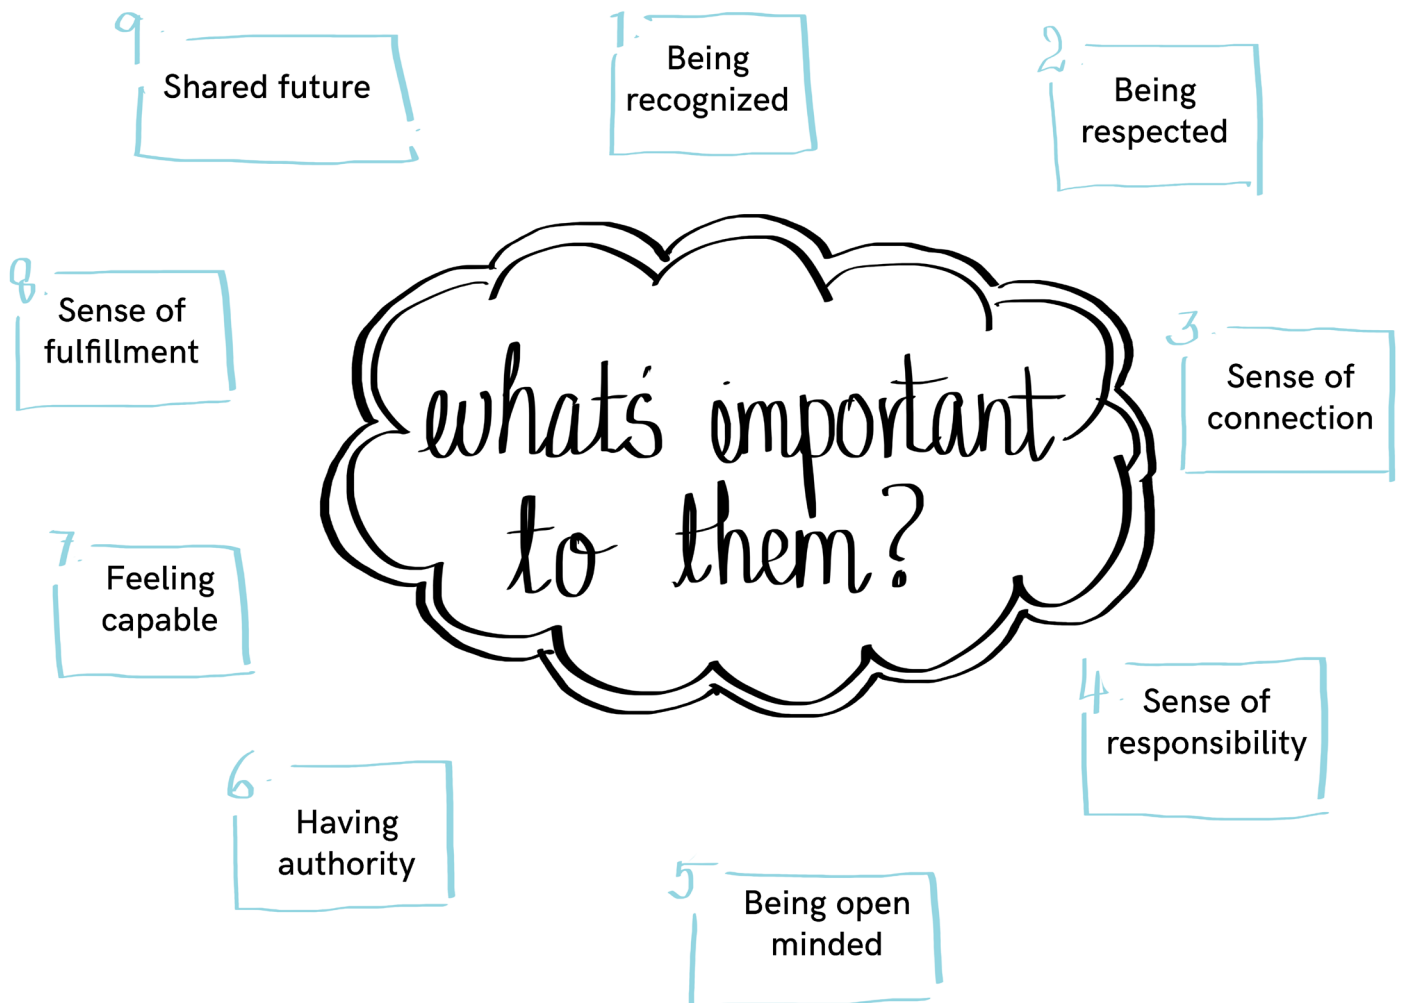 what's important
to them?
1.
Being
recognized
2.
Being
respected
3.
Sense of
connection
4.
Sense of
responsibility
5
Being open
minded
6.
Having
authority
7.
Feeling
capable
8.
Sense of
fulfillment
9.
Shared future